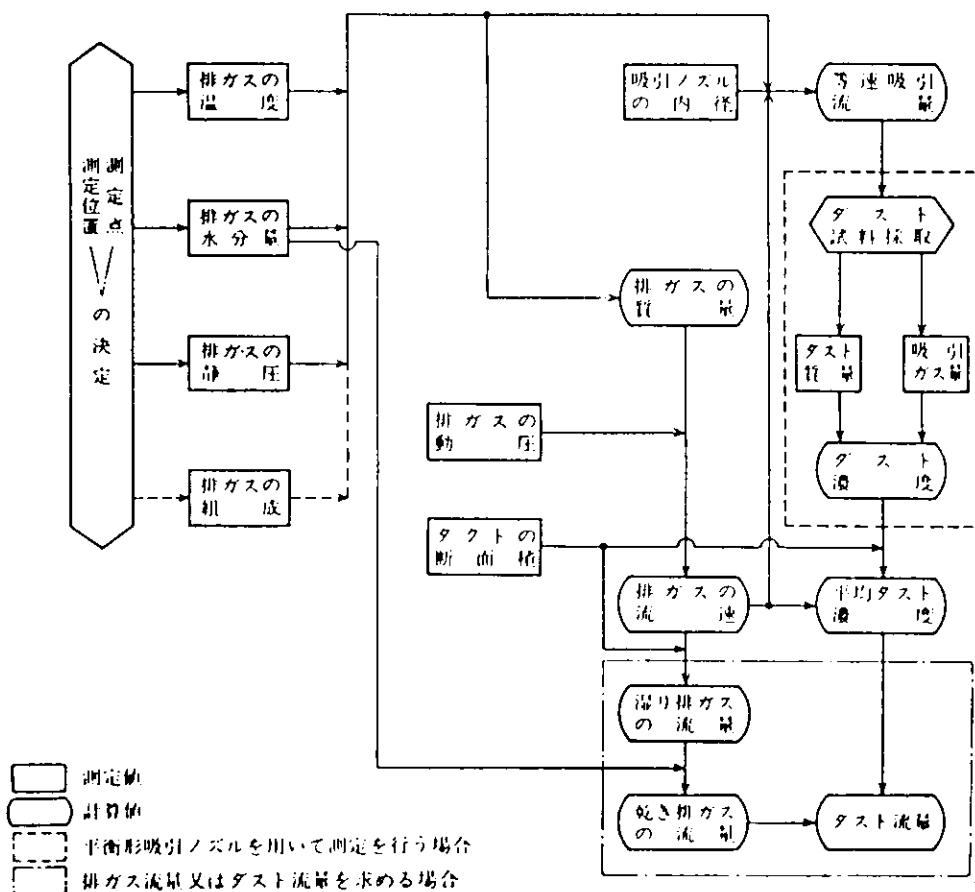 排ガスの
温度
吸引ノズル
の内径
等速吸引
流量
測定点
測定位置
の決定
排ガスの
水分量
ダスト
試料採取
排ガスの
質量
排ガスの
静圧
ダスト
質量
吸引
ガス量
排ガスの
動圧
ダスト
濃度
排ガスの
組成
ダクトの
断面積
排ガスの
流速
平均ダスト
濃度
湿り排ガス
の流量
乾き排ガス
の流量
ダスト流量
測定値
計算値
平衡形吸引ノズルを用いて測定を行う場合
排ガス流量又はダスト流量を求める場合